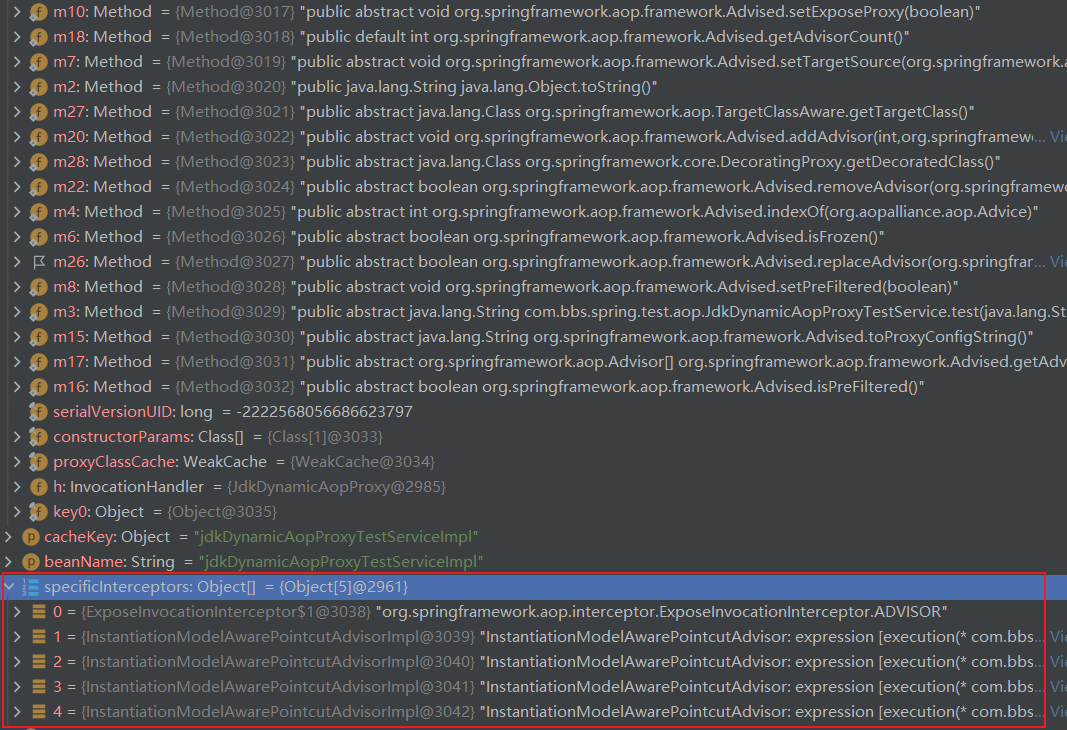 m10: Method = {Method@3017} "public abstract void org.springframework.aop.framework.Advised.setExposeProxy(boolean)"
m18: Method = {Method@3018} "public default int org.springframework.aop.framework.Advised.getAdvisorCount()"
m7: Method = {Method@3019} "public abstract void org.springframework.aop.framework.Advised.setTargetSource(org.springframework.a
m2: Method = {Method@3020} "public java.lang.String java.lang.Object.toString()"
m27: Method = {Method@3021} "public abstract java.lang.Class org.springframework.aop.TargetClassAware.getTargetClass()"
m20: Method = {Method@3022} "public abstract void org.springframework.aop.framework.Advised.addAdvisor(int,org.springframew... Vie
m28: Method = {Method@3023} "public abstract java.lang.Class org.springframework.core.DecoratingProxy.getDecoratedClass()"
m22: Method = {Method@3024} "public abstract boolean org.springframework.aop.framework.Advised.removeAdvisor(org.springframewo
m4: Method = {Method@3025} "public abstract int org.springframework.aop.framework.Advised.indexOf(org.aopalliance.aop.Advice)"
m6: Method = {Method@3026} "public abstract boolean org.springframework.aop.framework.Advised.isFrozen()"
m26: Method = {Method@3027} "public abstract boolean org.springframework.aop.framework.Advised.replaceAdvisor(org.springfrar... Vie
m8: Method = {Method@3028} "public abstract void org.springframework.aop.framework.Advised.setPreFiltered(boolean)"
m3: Method = {Method@3029} "public abstract java.lang.String com.bbs.spring.test.aop.JdkDynamicAopProxyTestService.test(java.lang.St
m15: Method = {Method@3030} "public abstract java.lang.String org.springframework.aop.framework.Advised.toProxyConfigString()"
m17: Method = {Method@3031} "public abstract org.springframework.aop.Advisor[] org.springframework.aop.framework.Advised.getAdv
m16: Method = {Method@3032} "public abstract boolean org.springframework.aop.framework.Advised.isPreFiltered()"
serialVersionUID: long = -2222568056686623797
constructorParams: Class[] = {Class[1]@3033}
proxyClassCache: WeakCache = {WeakCache@3034}
h: InvocationHandler = {JdkDynamicAopProxy@2985}
key0: Object = {Object@3035}
cacheKey: Object = "jdkDynamicAopProxyTestServiceImpl"
beanName: String = "jdkDynamicAopProxyTestServiceImpl"
specificInterceptors: Object[] = {Object[5]@2961}
0 = {ExposeInvocationInterceptor$1@3038} "org.springframework.aop.interceptor.ExposeInvocationInterceptor.ADVISOR"
1 = {InstantiationModelAwarePointcutAdvisorImpl@3039} "InstantiationModelAwarePointcutAdvisor: expression [execution(* com.bbs... Vie
2 = {InstantiationModelAwarePointcutAdvisorImpl@3040} "InstantiationModelAwarePointcutAdvisor: expression [execution(* com.bbs... Vie
3 = {InstantiationModelAwarePointcutAdvisorImpl@3041} "InstantiationModelAwarePointcutAdvisor: expression [execution(* com.bbs... Vie
4 = {InstantiationModelAwarePointcutAdvisorImpl@3042} "InstantiationModelAwarePointcutAdvisor: expression [execution(* com.bbs... Vie